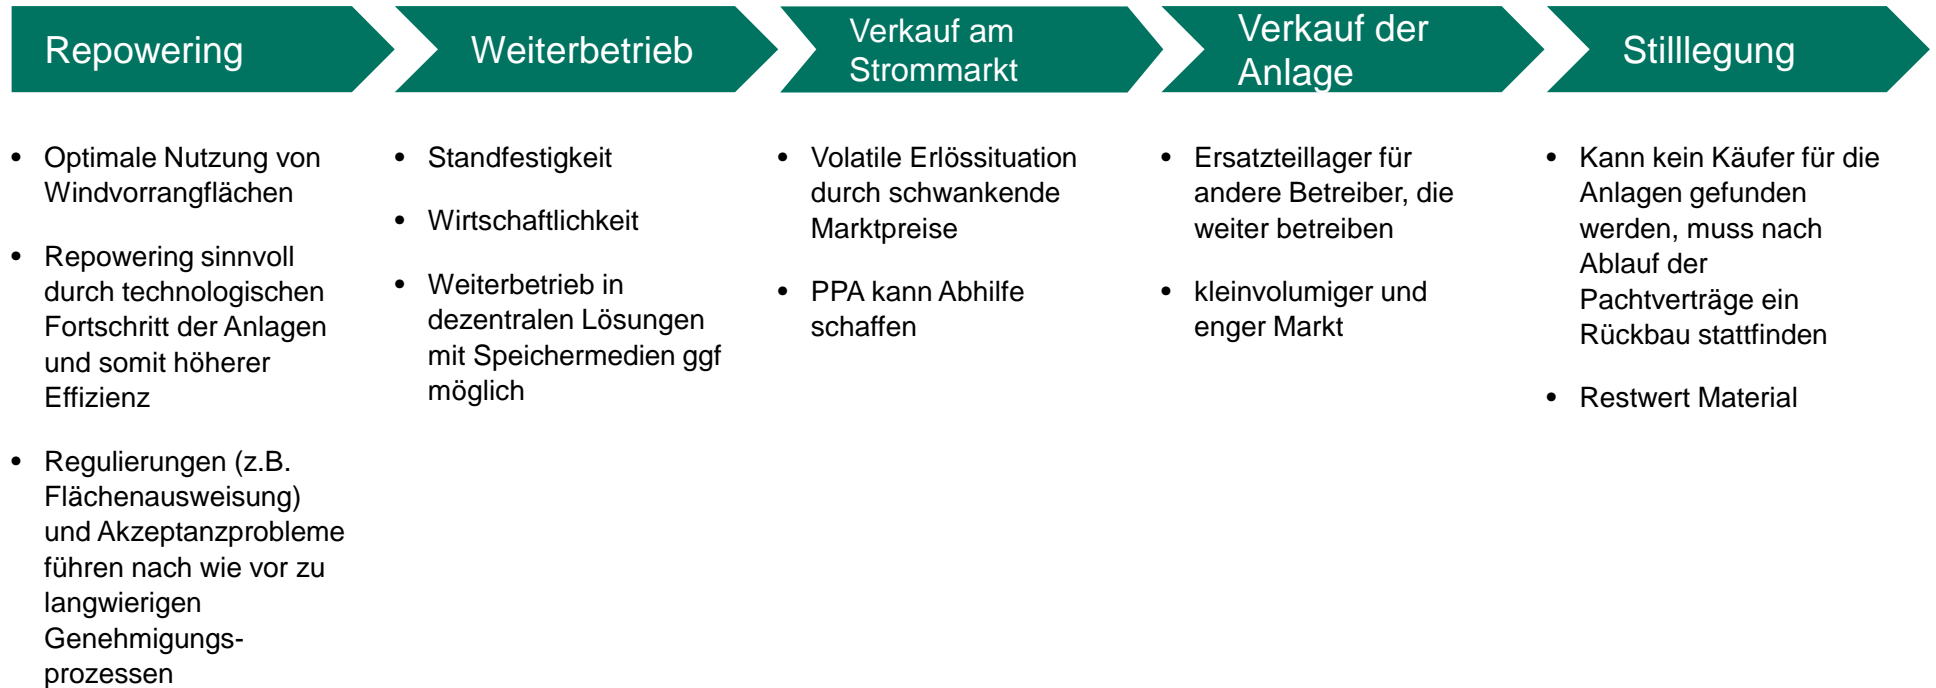 Repowering
Weiterbetrieb
Verkauf am
Strommarkt
Verkauf der
Anlage
Stilllegung
• Optimale Nutzung von
Windvorrangflächen
• Repowering sinnvoll
durch technologischen
Fortschritt der Anlagen
und somit höherer
Effizienz
• Regulierungen (z.B.
Flächenausweisung)
und Akzeptanzprobleme
führen nach wie vor zu
langwierigen
Genehmigungs-
prozessen
• Standfestigkeit
• Wirtschaftlichkeit
• Weiterbetrieb in
dezentralen Lösungen
mit Speichermedien ggf
möglich
• Volatile Erlössituation
durch schwankende
Marktpreise
• PPA kann Abhilfe
schaffen
• Ersatzteillager für
andere Betreiber, die
weiter betreiben
• kleinvolumiger und
enger Markt
• Kann kein Käufer für die
Anlagen gefunden
werden, muss nach
Ablauf der
Pachtverträge ein
Rückbau stattfinden
• Restwert Material